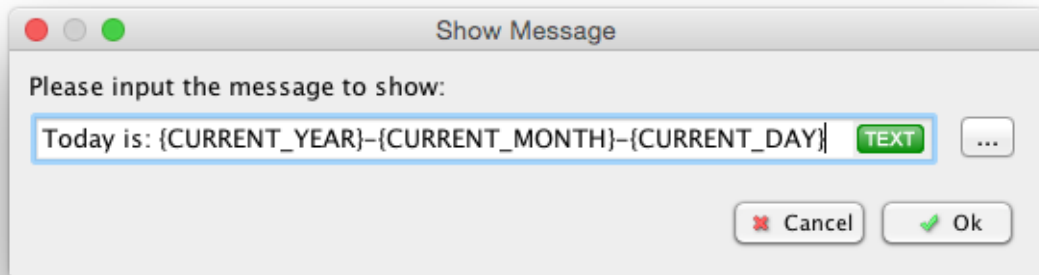 Show Message
Please input the message to show:
Today is: {CURRENT_YEAR}-{CURRENT_MONTH}-{CURRENT_DAY} TEXT ...
Cancel Ok